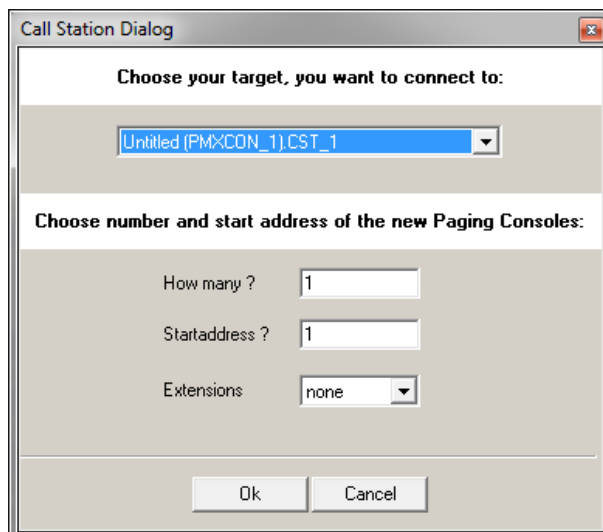 Call Station Dialog
Choose your target, you want to connect to:
Untitled (PMXCON_1).CST_1
Choose number and start address of the new Paging Consoles:
How many ? 1
Startaddress ? 1
Extensions none
Ok Cancel